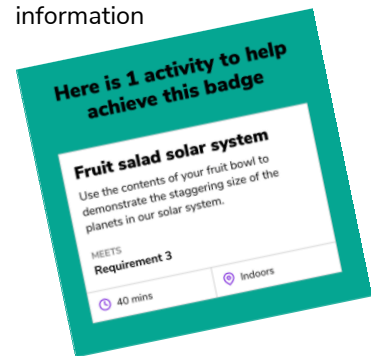 information
Here is 1 activity to help
achieve this badge
Fruit salad solar system
Use the contents of your fruit bowl to
demonstrate the staggering size of the
planets in our solar system.
MEETS
Requirement 3
40 mins
Indoors